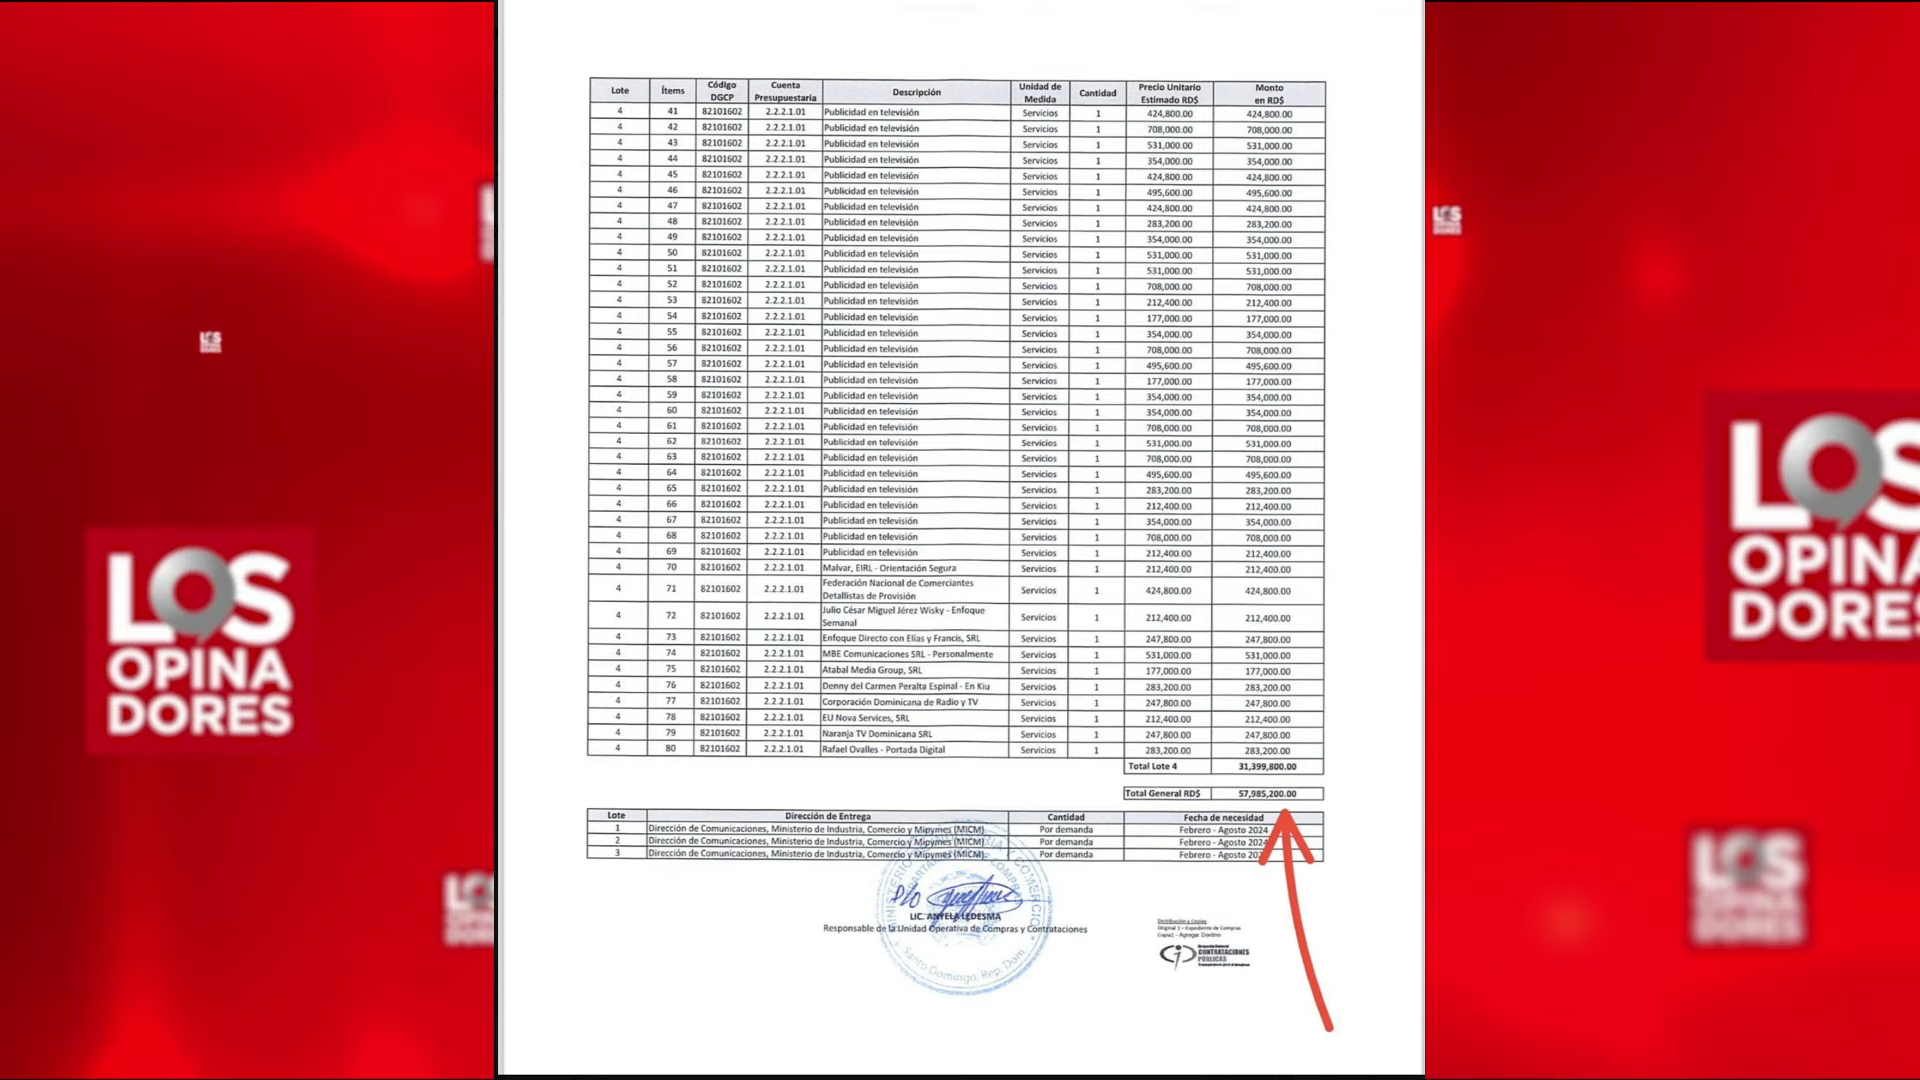 Lote Ítems Código DGCP Cuenta Presupuestaria Descripción Unidad de Medida Cantidad Precio Unitario Estimado RD$ Monto en RD$
4 41 82101602 2.2.2.1.01 Publicidad en televisión Servicios 1 424,800.00 424,800.00
4 42 82101602 2.2.2.1.01 Publicidad en televisión Servicios 1 708,000.00 708,000.00
4 43 82101602 2.2.2.1.01 Publicidad en televisión Servicios 1 531,000.00 531,000.00
4 44 82101602 2.2.2.1.01 Publicidad en televisión Servicios 1 354,000.00 354,000.00
4 45 82101602 2.2.2.1.01 Publicidad en televisión Servicios 1 424,800.00 424,800.00
4 46 82101602 2.2.2.1.01 Publicidad en televisión Servicios 1 495,600.00 495,600.00
4 47 82101602 2.2.2.1.01 Publicidad en televisión Servicios 1 424,800.00 424,800.00
4 48 82101602 2.2.2.1.01 Publicidad en televisión Servicios 1 283,200.00 283,200.00
4 49 82101602 2.2.2.1.01 Publicidad en televisión Servicios 1 354,000.00 354,000.00
4 50 82101602 2.2.2.1.01 Publicidad en televisión Servicios 1 531,000.00 531,000.00
4 51 82101602 2.2.2.1.01 Publicidad en televisión Servicios 1 531,000.00 531,000.00
4 52 82101602 2.2.2.1.01 Publicidad en televisión Servicios 1 708,000.00 708,000.00
4 53 82101602 2.2.2.1.01 Publicidad en televisión Servicios 1 212,400.00 212,400.00
4 54 82101602 2.2.2.1.01 Publicidad en televisión Servicios 1 177,000.00 177,000.00
4 55 82101602 2.2.2.1.01 Publicidad en televisión Servicios 1 354,000.00 354,000.00
4 56 82101602 2.2.2.1.01 Publicidad en televisión Servicios 1 708,000.00 708,000.00
4 57 82101602 2.2.2.1.01 Publicidad en televisión Servicios 1 495,600.00 495,600.00
4 58 82101602 2.2.2.1.01 Publicidad en televisión Servicios 1 177,000.00 177,000.00
4 59 82101602 2.2.2.1.01 Publicidad en televisión Servicios 1 354,000.00 354,000.00
4 60 82101602 2.2.2.1.01 Publicidad en televisión Servicios 1 354,000.00 354,000.00
4 61 82101602 2.2.2.1.01 Publicidad en televisión Servicios 1 708,000.00 708,000.00
4 62 82101602 2.2.2.1.01 Publicidad en televisión Servicios 1 531,000.00 531,000.00
4 63 82101602 2.2.2.1.01 Publicidad en televisión Servicios 1 708,000.00 708,000.00
4 64 82101602 2.2.2.1.01 Publicidad en televisión Servicios 1 495,600.00 495,600.00
4 65 82101602 2.2.2.1.01 Publicidad en televisión Servicios 1 283,200.00 283,200.00
4 66 82101602 2.2.2.1.01 Publicidad en televisión Servicios 1 212,400.00 212,400.00
4 67 82101602 2.2.2.1.01 Publicidad en televisión Servicios 1 354,000.00 354,000.00
4 68 82101602 2.2.2.1.01 Publicidad en televisión Servicios 1 708,000.00 708,000.00
4 69 82101602 2.2.2.1.01 Publicidad en televisión Servicios 1 212,400.00 212,400.00
4 70 82101602 2.2.2.1.01 Malvar, EIRL - Orientación Segura Servicios 1 212,400.00 212,400.00
4 71 82101602 2.2.2.1.01 Federación Nacional de Comerciantes Detallistas de Provisión Servicios 1 424,800.00 424,800.00
4 72 82101602 2.2.2.1.01 Julio César Miguel Jérez Wisky - Enfoque Semanal Servicios 1 212,400.00 212,400.00
4 73 82101602 2.2.2.1.01 Enfoque Directo con Elías y Francis, SRL Servicios 1 247,800.00 247,800.00
4 74 82101602 2.2.2.1.01 MBE Comunicaciones SRL - Personalmente Servicios 1 531,000.00 531,000.00
4 75 82101602 2.2.2.1.01 Atabal Media Group, SRL Servicios 1 177,000.00 177,000.00
4 76 82101602 2.2.2.1.01 Denny del Carmen Peralta Espinal - En Kiu Servicios 1 283,200.00 283,200.00
4 77 82101602 2.2.2.1.01 Corporación Dominicana de Radio y TV Servicios 1 247,800.00 247,800.00
4 78 82101602 2.2.2.1.01 EU Nova Services, SRL Servicios 1 212,400.00 212,400.00
4 79 82101602 2.2.2.1.01 Naranja TV Dominicana SRL Servicios 1 247,800.00 247,800.00
4 80 82101602 2.2.2.1.01 Rafael Ovalles - Portada Digital Servicios 1 283,200.00 283,200.00
Total Lote 4 31,399,800.00
Total General RD$ 57,985,200.00
Lote Dirección de Entrega Cantidad Fecha de necesidad
1 Dirección de Comunicaciones, Ministerio de Industria, Comercio y Mipymes (MICM) Por demanda Febrero - Agosto 2024
2 Dirección de Comunicaciones, Ministerio de Industria, Comercio y Mipymes (MICM) Por demanda Febrero - Agosto 2024
3 Dirección de Comunicaciones, Ministerio de Industria, Comercio y Mipymes (MICM) Por demanda Febrero - Agosto
P/O
LIC. ANYELA LEDESMA
Responsable de la Unidad Operativa de Compras y Contrataciones
Santo Domingo, Rep. Dom.
Distribución y Copias
Original 1 - Expediente de Compras
Copia1 - Agregar Destino
CONTRATACIONES
PÚBLICAS
LOS
OPINA
DORES
LOS
OPINA
DORES
LOS
OPINA
DORES